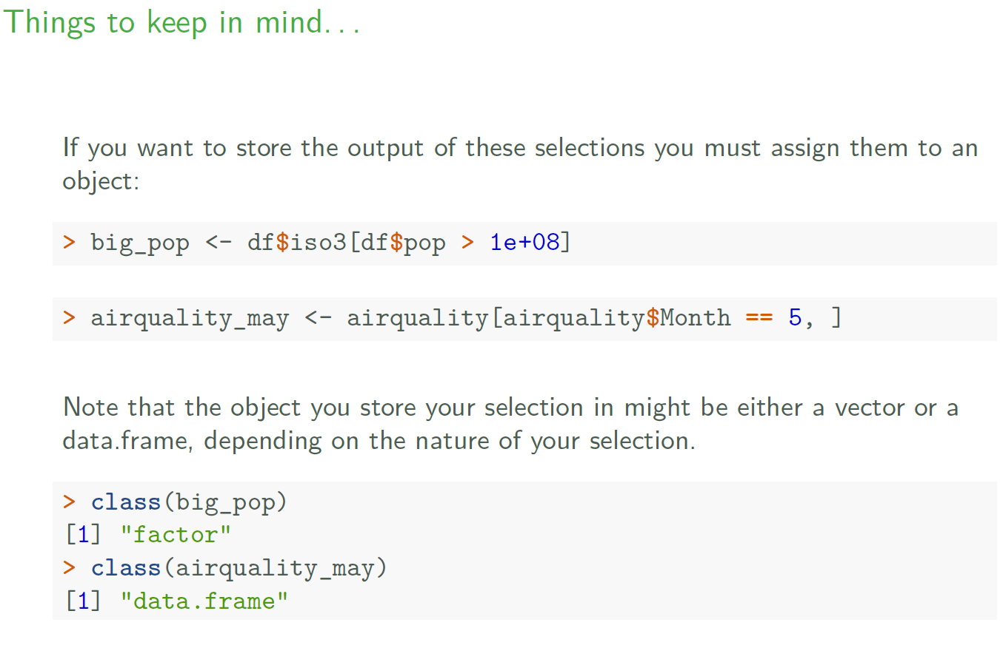 Things to keep in mind. . .
If you want to store the output of these selections you must assign them to an
object:
> big_pop <- df$iso3[df$pop > 1e+08]
> airquality_may <- airquality[airquality$Month == 5, ]
Note that the object you store your selection in might be either a vector or a
data.frame, depending on the nature of your selection.
> class(big_pop)
[1] "factor"
> class(airquality_may)
[1] "data.frame"